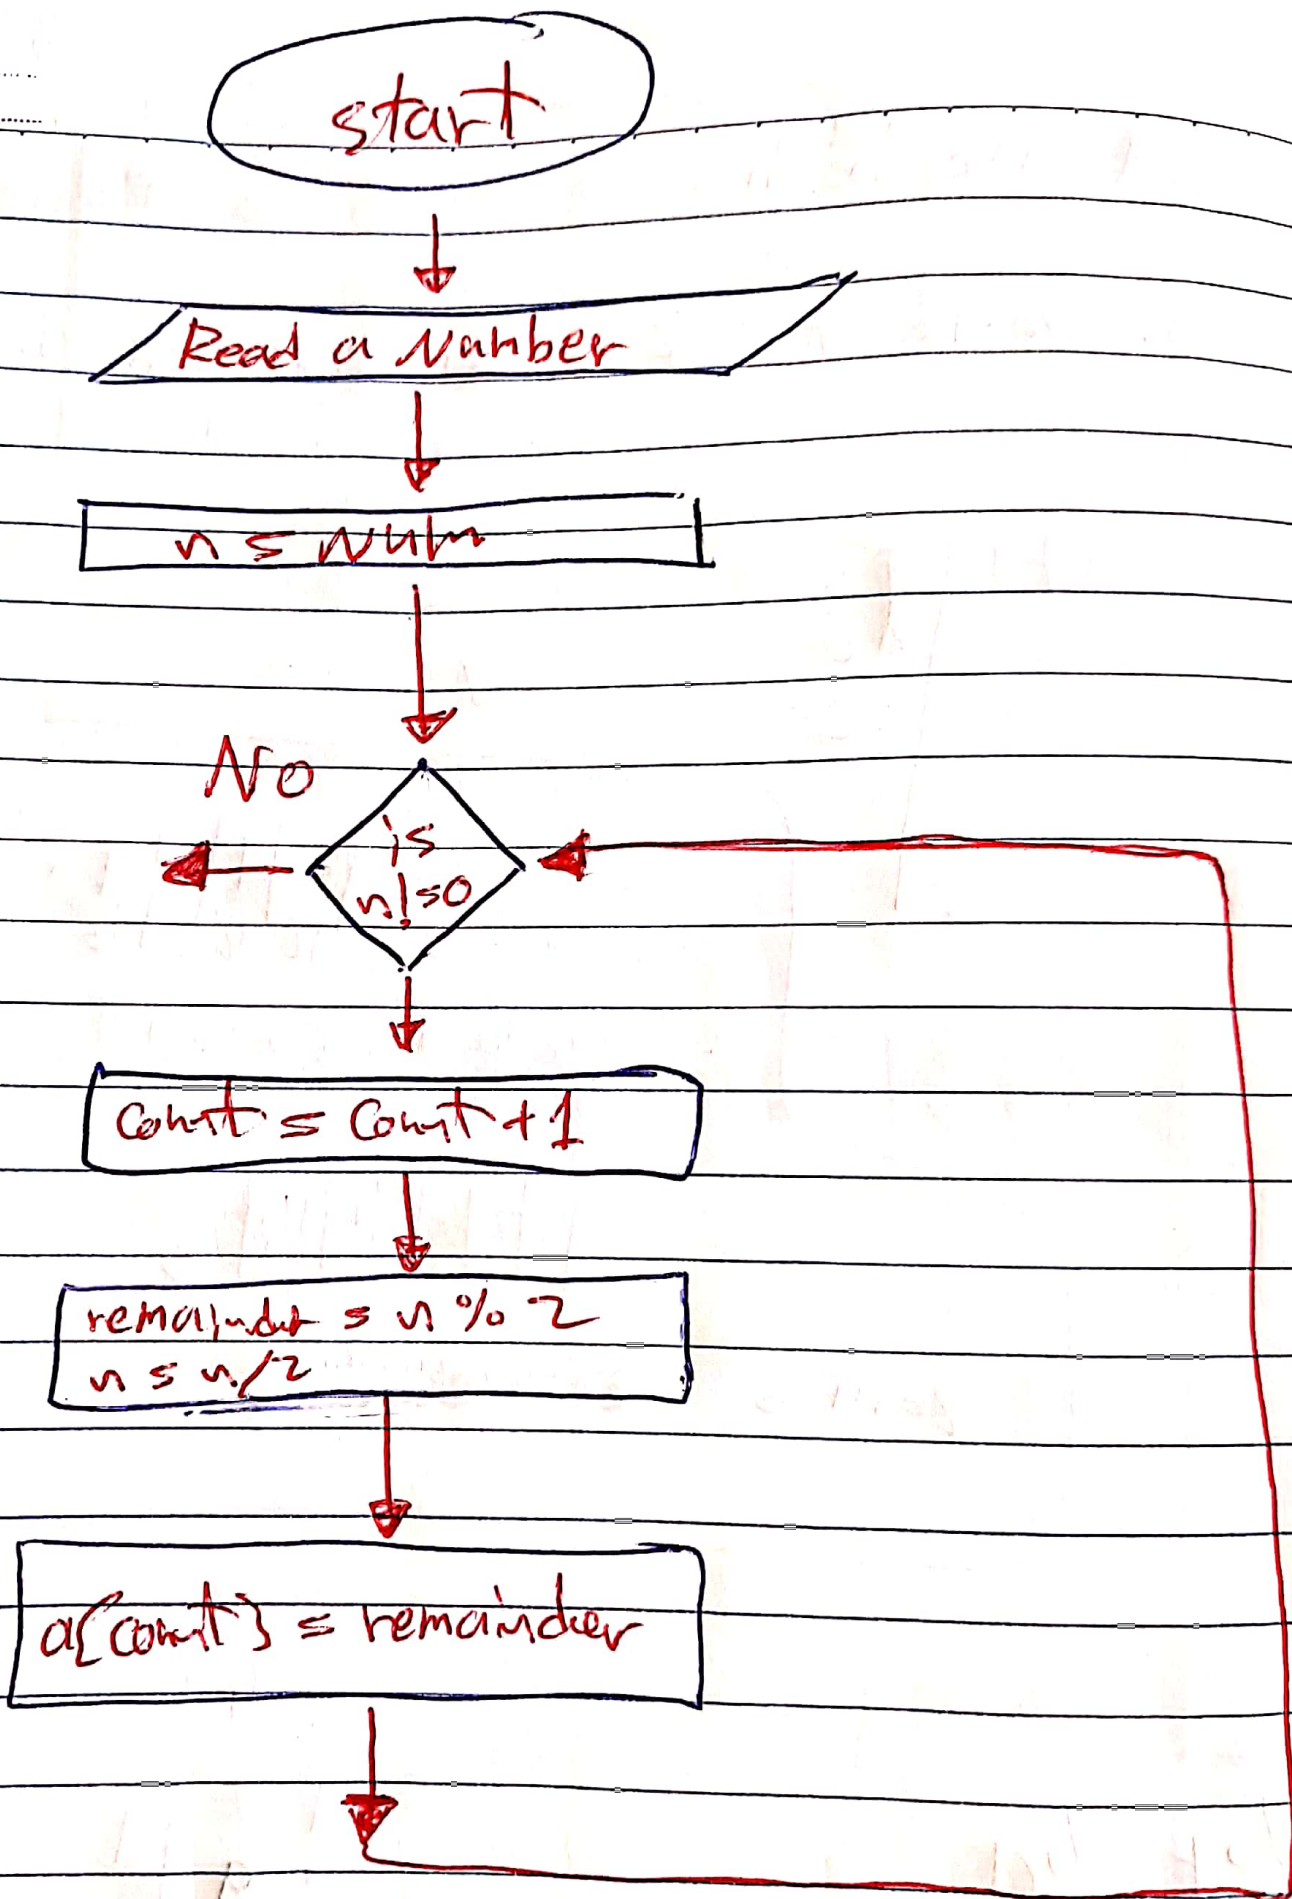 start
Read a Number
n = Num
No
is
n!=0
Count = Count + 1
remainder = n % 2
n = n/2
a[count] = remainder